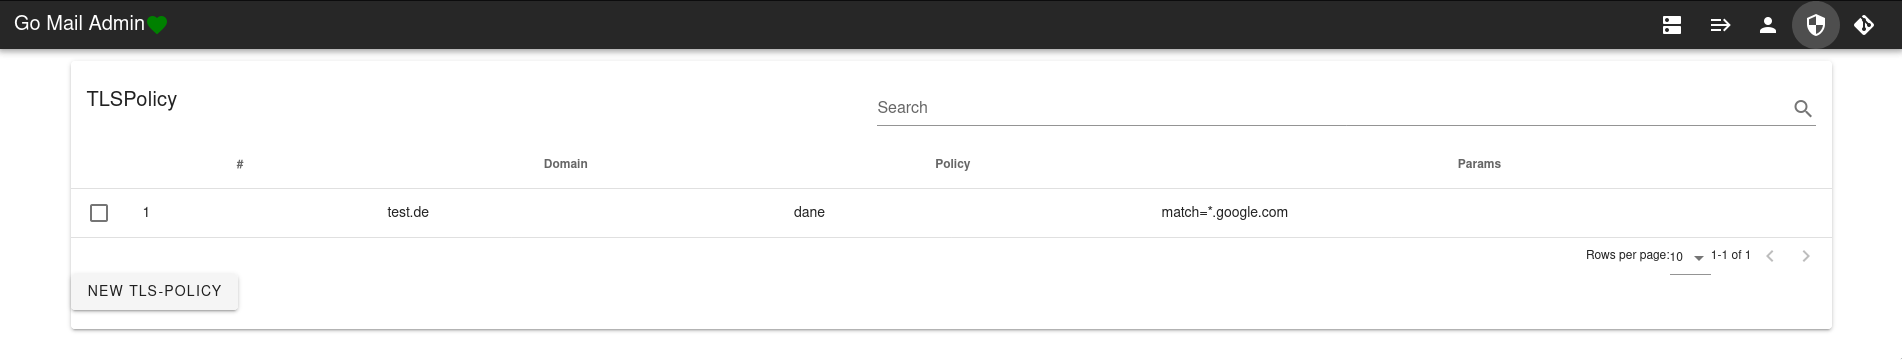 Go Mail Admin
TLSPolicy
Search
# Domain Policy Params
1 test.de dane match=*.google.com
Rows per page: 10 1-1 of 1
NEW TLS-POLICY